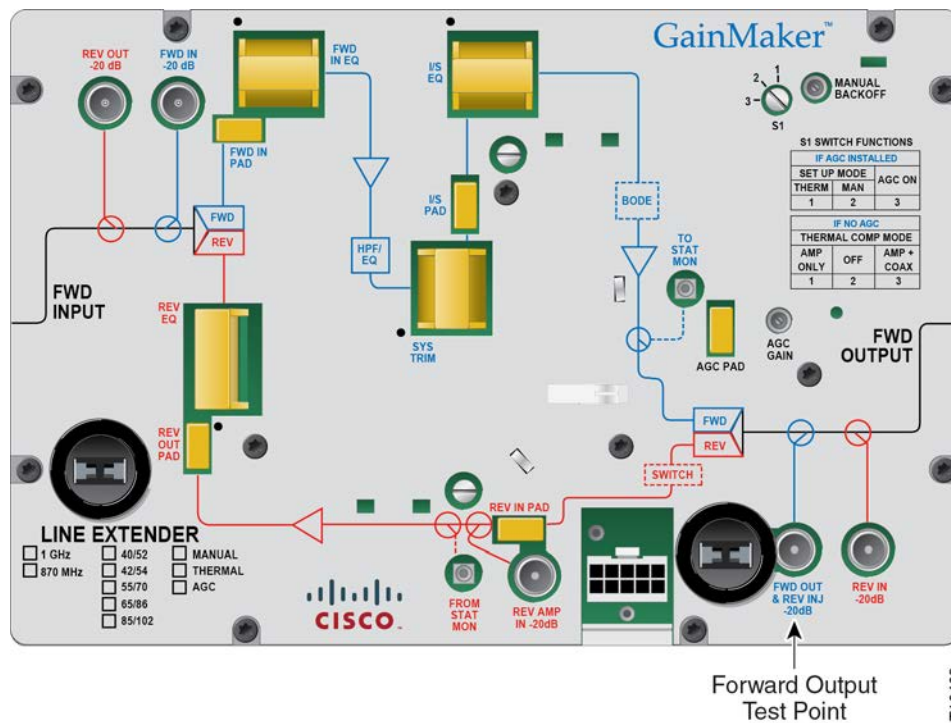 GainMaker™
REV OUT
-20 dB
FWD IN
-20 dB
FWD
IN EQ
I/S
EQ
1
2
3
S1
MANUAL
BACKOFF
FWD IN
PAD
S1 SWITCH FUNCTIONS
IF AGC INSTALLED
SET UP MODE
AGC ON
THERM
MAN
1
2
3
IF NO AGC
THERMAL COMP MODE
AMP
ONLY
OFF
AMP +
COAX
1
2
3
I/S
PAD
BODE
FWD
REV
HPF/
EQ
TO
STAT
MON
FWD
INPUT
REV
EQ
SYS
TRIM
AGC PAD
AGC
GAIN
FWD
OUTPUT
FWD
REV
REV
OUT
PAD
SWITCH
REV IN PAD
LINE EXTENDER
1 GHz
870 MHz
40/52
42/54
55/70
65/86
85/102
MANUAL
THERMAL
AGC
CISCO
FROM
STAT
MON
REV AMP
IN -20dB
FWD OUT
& REV INJ
-20dB
REV IN
-20dB
Forward Output
Test Point